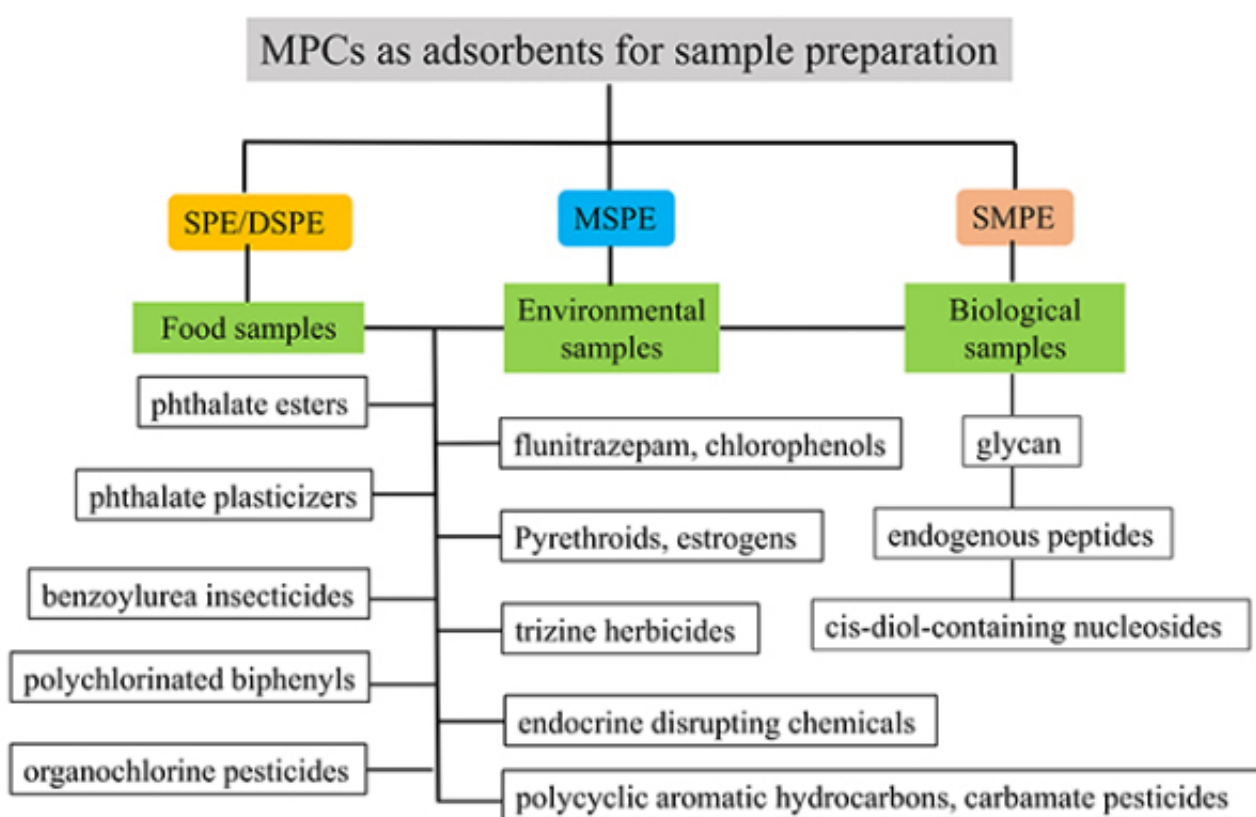 MPCs as adsorbents for sample preparation
SPE/DSPE
MSPE
SMPE
Food samples
Environmental
samples
Biological
samples
phthalate esters
phthalate plasticizers
benzoylurea insecticides
polychlorinated biphenyls
organochlorine pesticides
flunitrazepam, chlorophenols
Pyrethroids, estrogens
trizine herbicides
endocrine disrupting chemicals
polycyclic aromatic hydrocarbons, carbamate pesticides
glycan
endogenous peptides
cis-diol-containing nucleosides